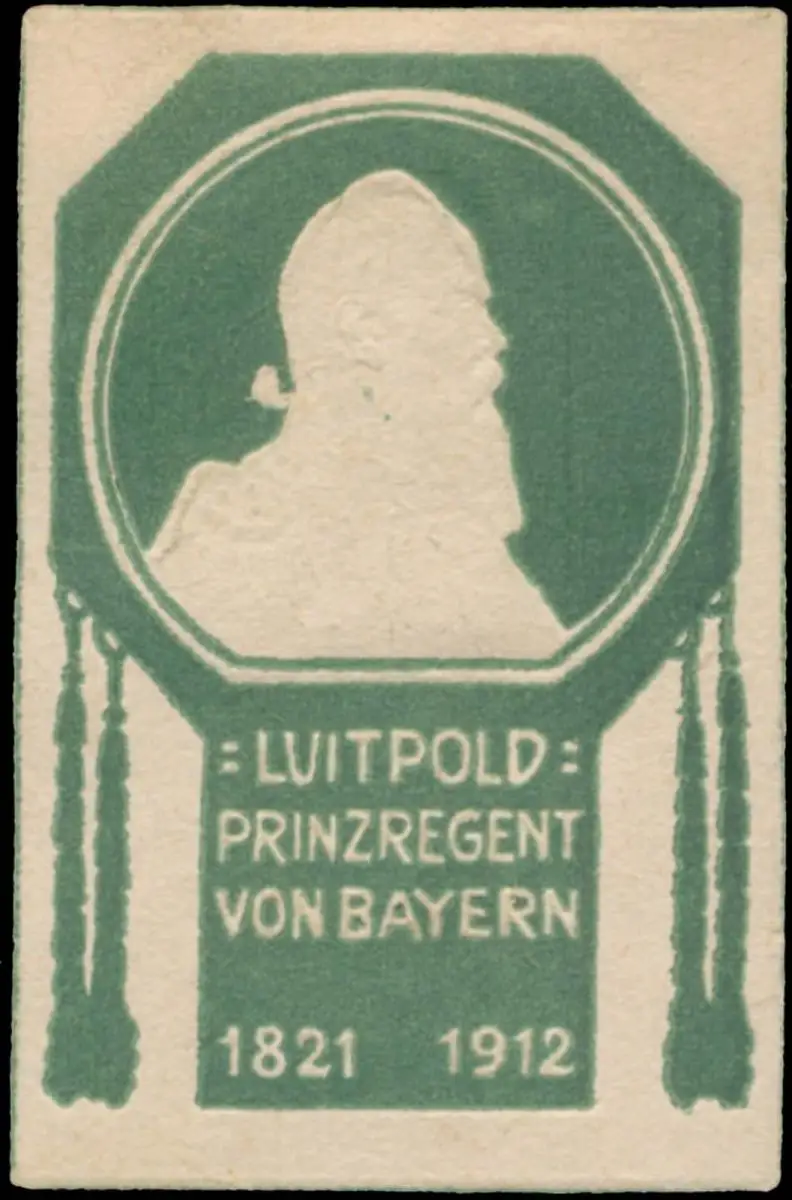 :LUITPOLD:
PRINZREGENT
VON BAYERN
1821 1912